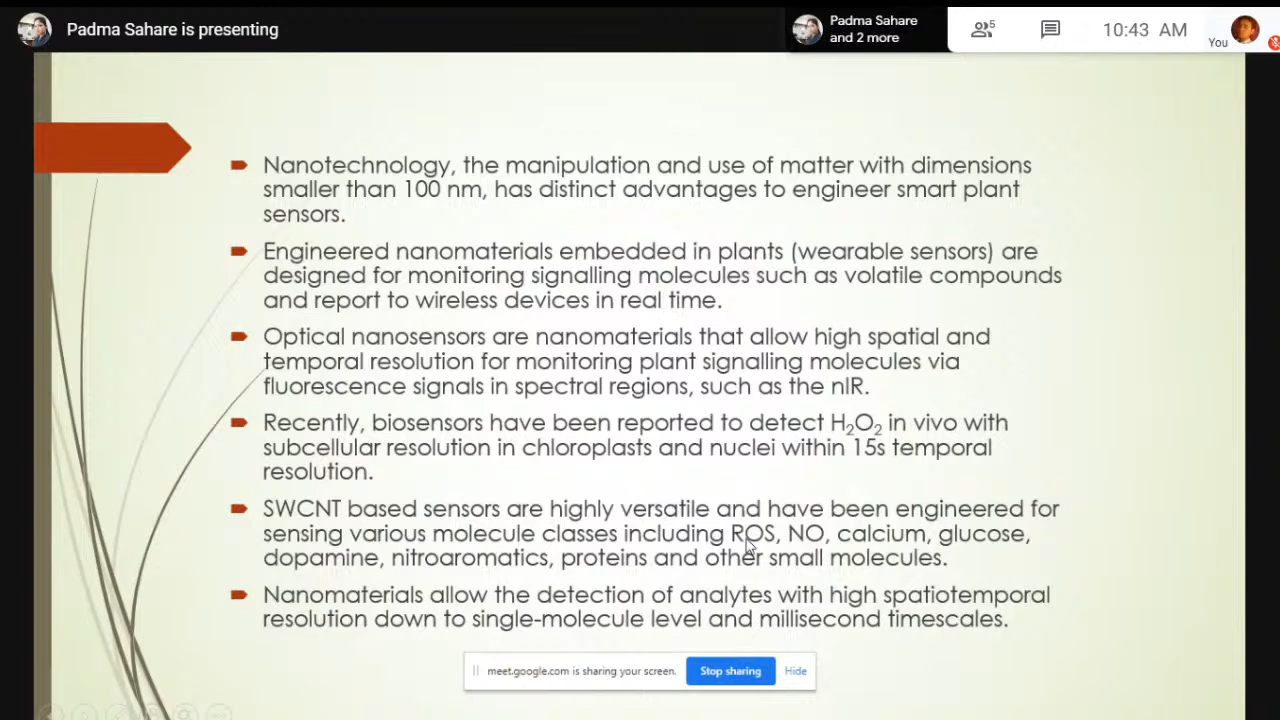 Padma Sahare is presenting
Padma Sahare
and 2 more
5
10:43 AM
You
Nanotechnology, the manipulation and use of matter with dimensions
smaller than 100 nm, has distinct advantages to engineer smart plant
sensors.
Engineered nanomaterials embedded in plants (wearable sensors) are
designed for monitoring signalling molecules such as volatile compounds
and report to wireless devices in real time.
Optical nanosensors are nanomaterials that allow high spatial and
temporal resolution for monitoring plant signalling molecules via
fluorescence signals in spectral regions, such as the nIR.
Recently, biosensors have been reported to detect H₂O₂ in vivo with
subcellular resolution in chloroplasts and nuclei within 15s temporal
resolution.
SWCNT based sensors are highly versatile and have been engineered for
sensing various molecule classes including ROS, NO, calcium, glucose,
dopamine, nitroaromatics, proteins and other small molecules.
Nanomaterials allow the detection of analytes with high spatiotemporal
resolution down to single-molecule level and millisecond timescales.
meet.google.com is sharing your screen.
Stop sharing
Hide